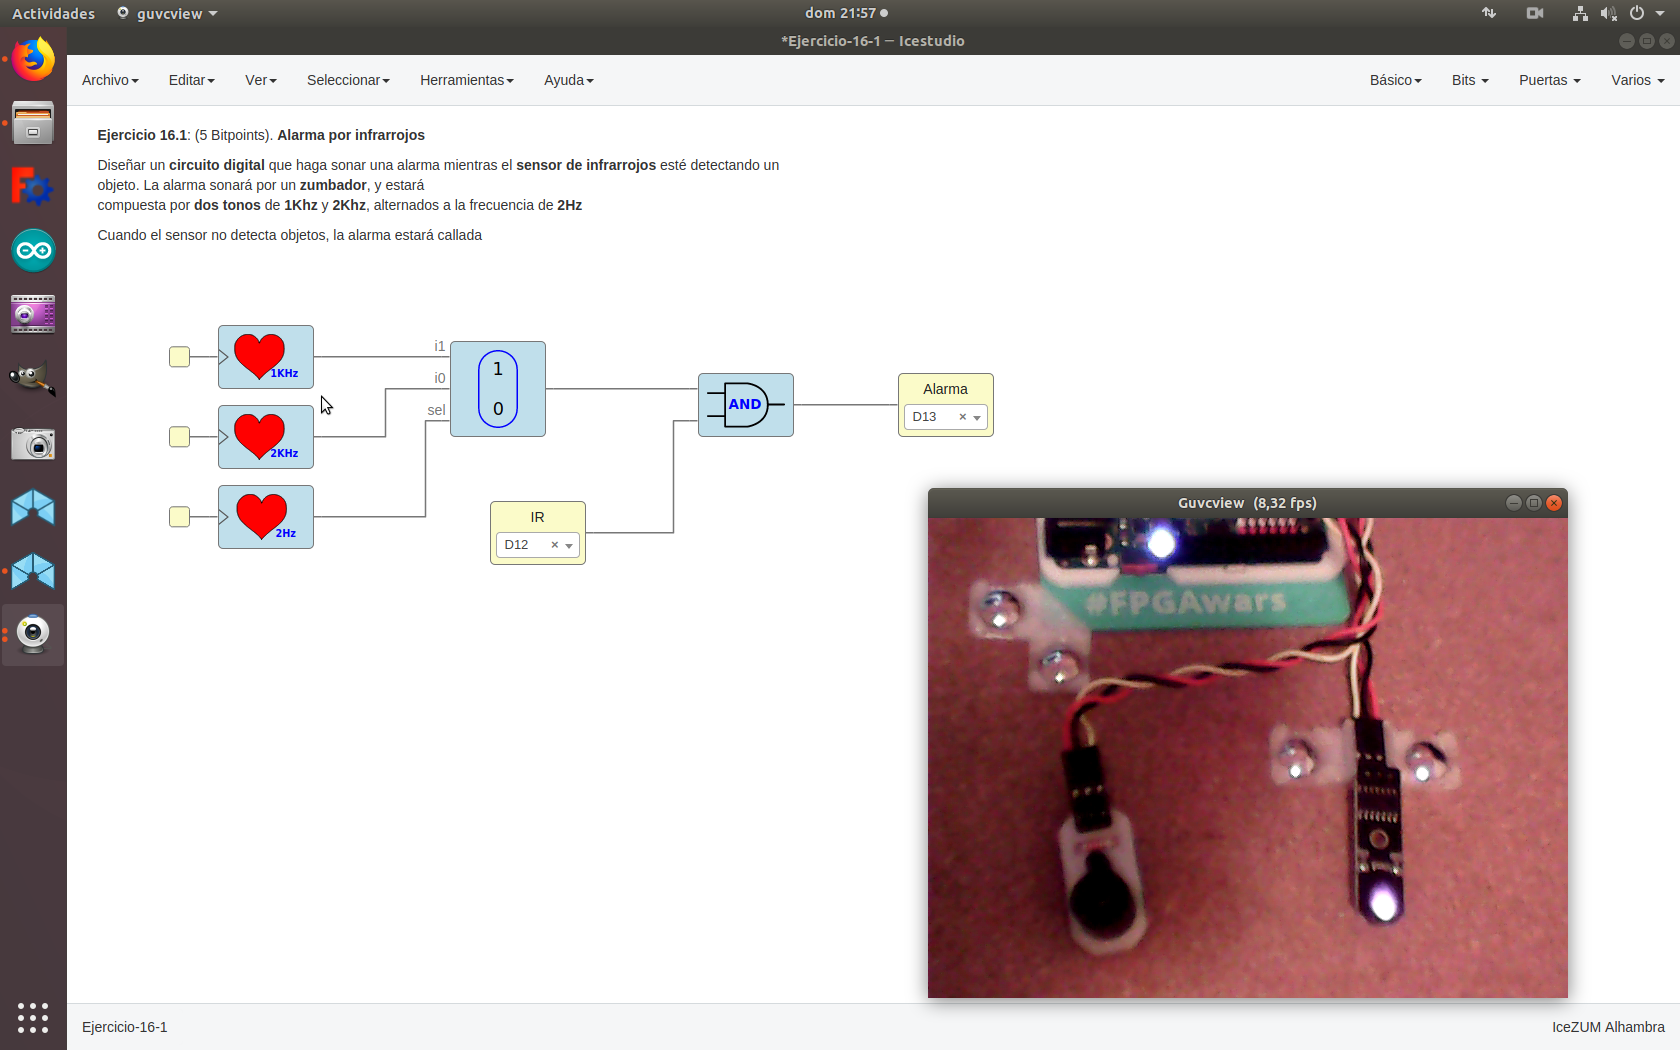 Actividades guvcview dom 21:57
*Ejercicio-16-1 — Icestudio
Archivo Editar Ver Seleccionar Herramientas Ayuda Básico Bits Puertas Varios
Ejercicio 16.1: (5 Bitpoints). Alarma por infrarrojos
Diseñar un circuito digital que haga sonar una alarma mientras el sensor de infrarrojos esté detectando un
objeto. La alarma sonará por un zumbador, y estará
compuesta por dos tonos de 1Khz y 2Khz, alternados a la frecuencia de 2Hz
Cuando el sensor no detecta objetos, la alarma estará callada
1KHz
2KHz
2Hz
i1
i0
sel
1
0
AND
Alarma
D13
IR
D12
Guvcview (8,32 fps)
#FPGAwars
Ejercicio-16-1
IceZUM Alhambra